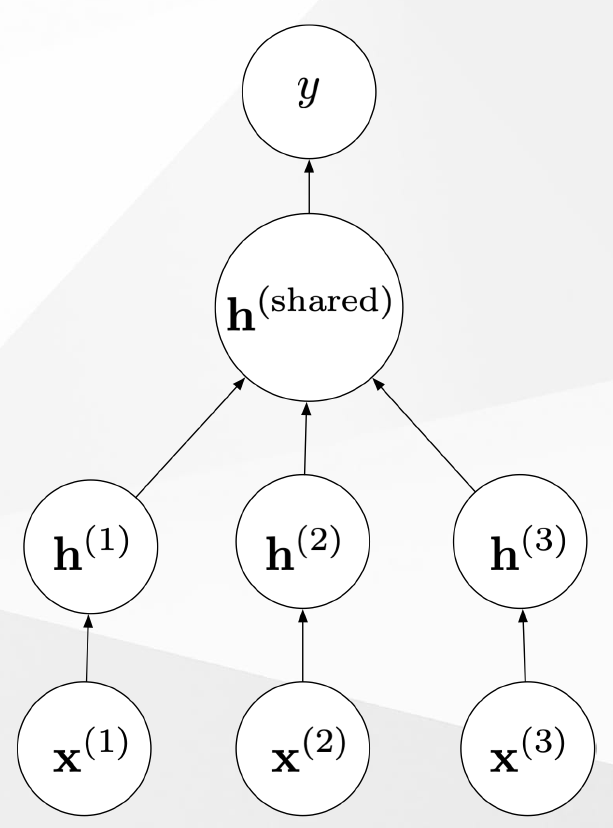 y
h^(shared)
h^(1) h^(2) h^(3)
x^(1) x^(2) x^(3)